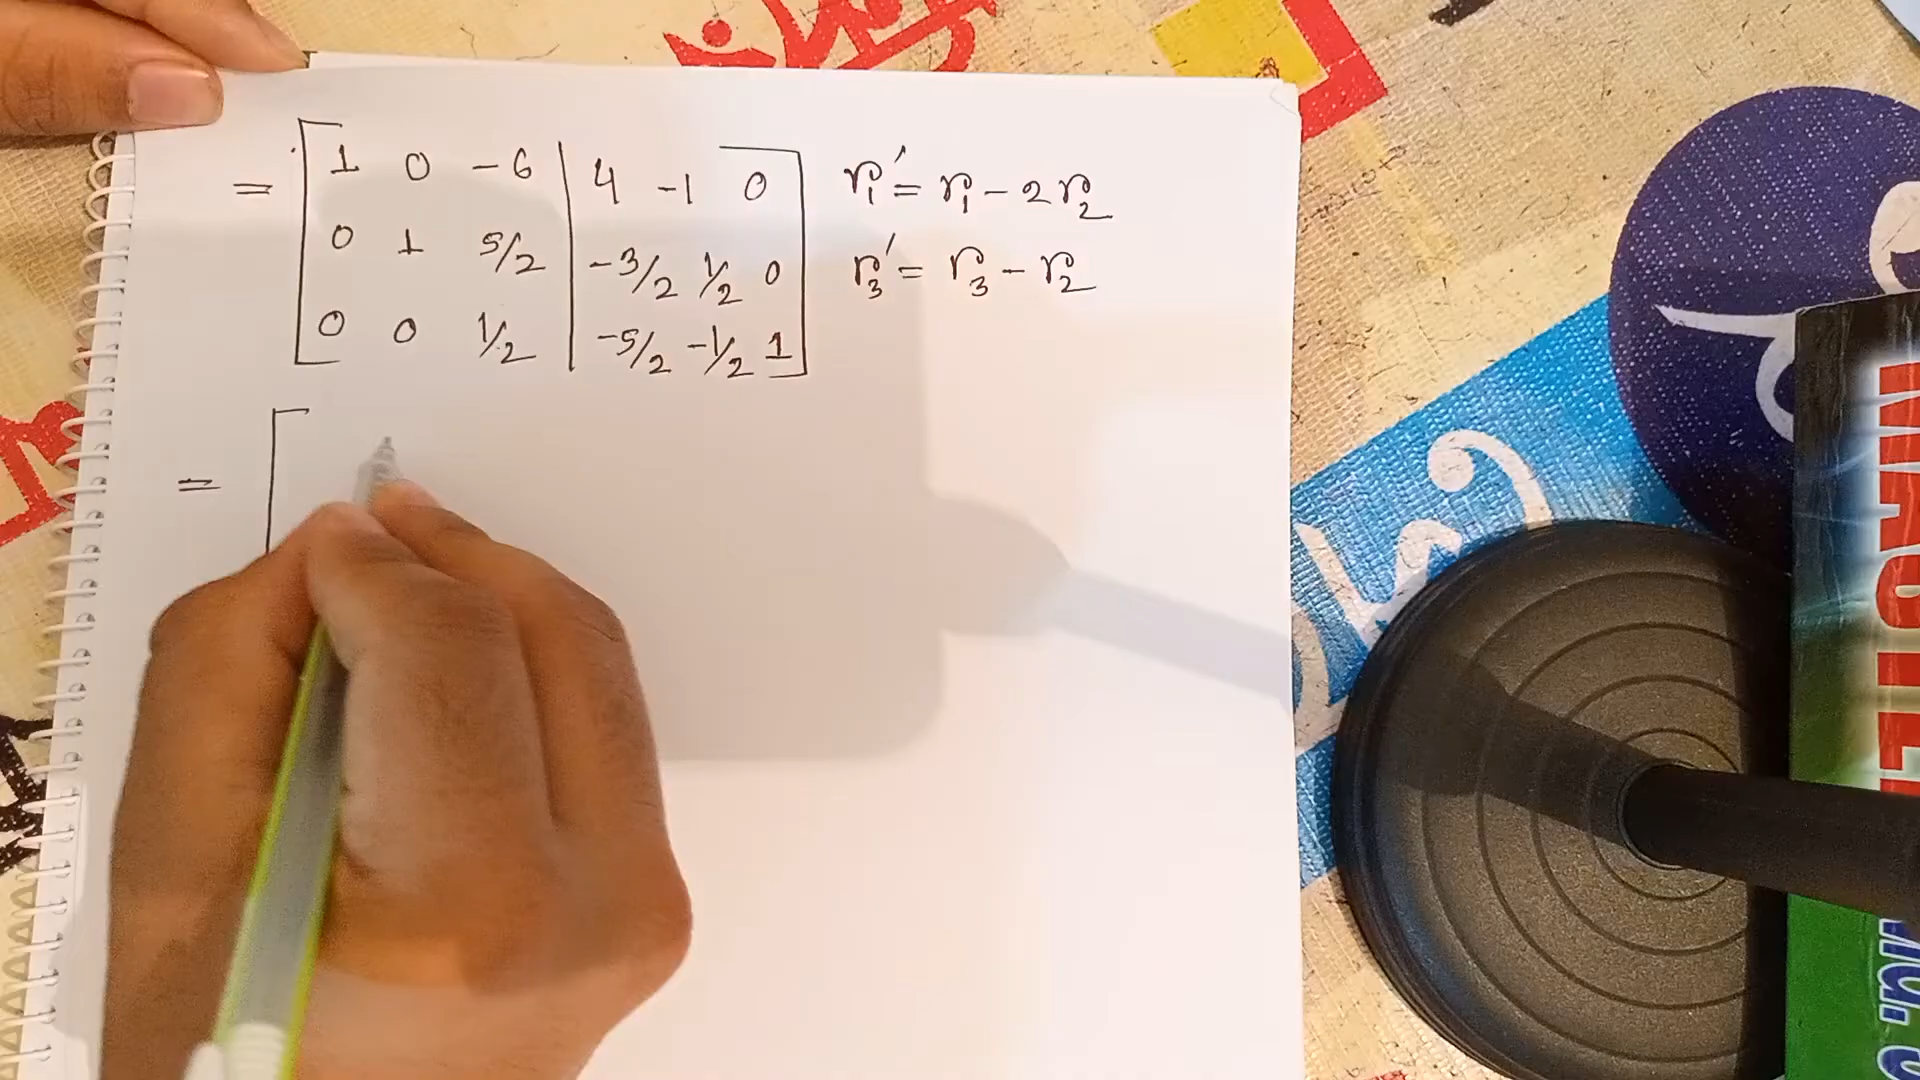 = [ 1 0 -6 | 4 -1 0 ] r₁′ = r₁ - 2r₂
0 1 5/2 | -3/2 1/2 0 r₃′ = r₃ - r₂
0 0 1/2 | -5/2 -1/2 1
= [